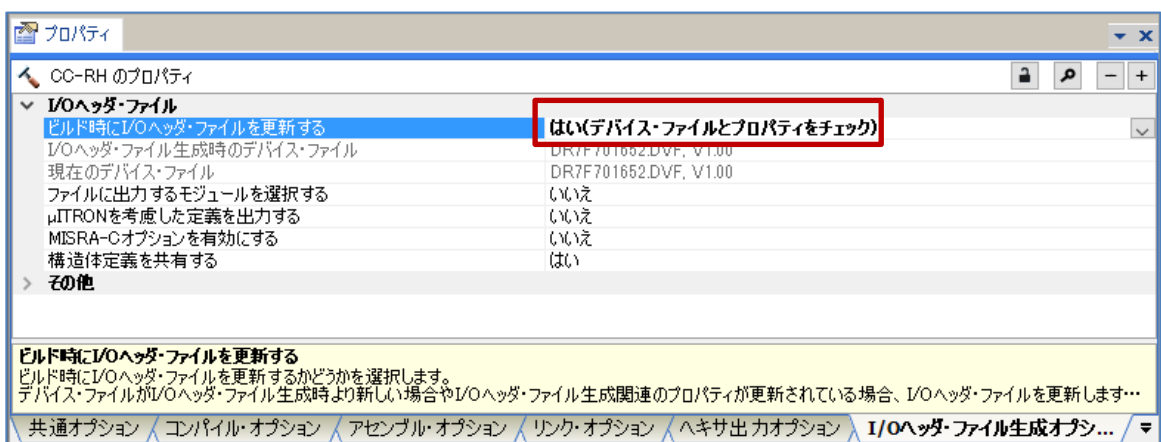 プロパティ
CC-RH のプロパティ
I/Oヘッダ・ファイル
ビルド時にI/Oヘッダ・ファイルを更新する はい(デバイス・ファイルとプロパティをチェック)
I/Oヘッダ・ファイル生成時のデバイス・ファイル DR7F701652.DVF, V1.00
現在のデバイス・ファイル DR7F701652.DVF, V1.00
ファイルに出力するモジュールを選択する いいえ
μITRONを考慮した定義を出力する いいえ
MISRA-Cオプションを有効にする いいえ
構造体定義を共有する はい
その他
ビルド時にI/Oヘッダ・ファイルを更新する
ビルド時にI/Oヘッダ・ファイルを更新するかどうかを選択します。
デバイス・ファイルがI/Oヘッダ・ファイル生成時より新しい場合やI/Oヘッダ・ファイル生成関連のプロパティが更新されている場合、I/Oヘッダ・ファイルを更新します…
共通オプション コンパイル・オプション アセンブル・オプション リンク・オプション ヘキサ出力オプション I/Oヘッダ・ファイル生成オプシ...